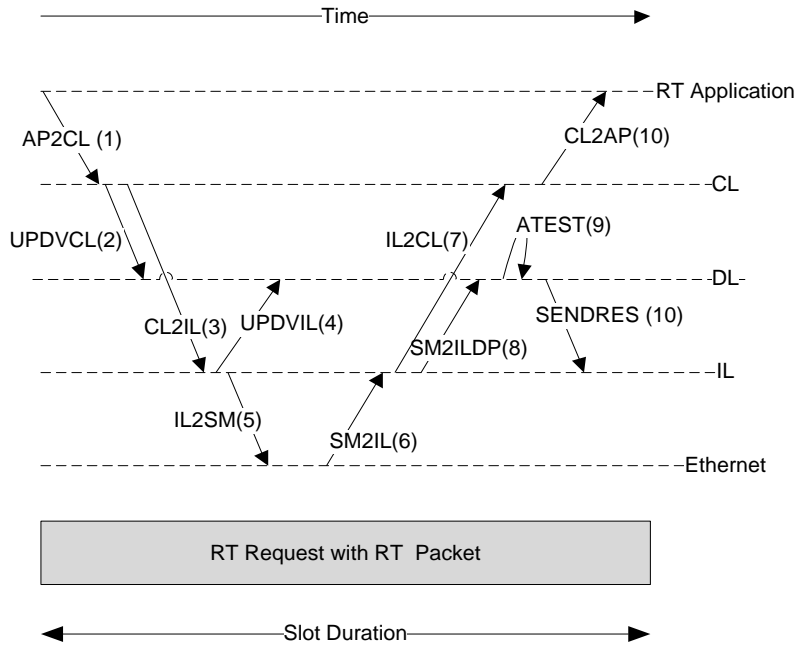 Time
RT Application
AP2CL (1)
CL2AP(10)
CL
UPDVCL(2)
IL2CL(7)
ATEST(9)
DL
CL2IL(3)
UPDVIL(4)
SENDRES (10)
SM2ILDP(8)
IL
IL2SM(5)
SM2IL(6)
Ethernet
RT Request with RT Packet
Slot Duration